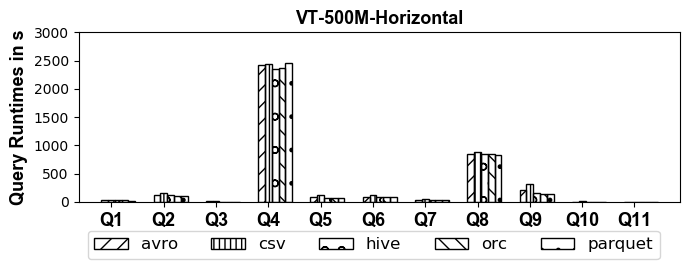 VT-500M-Horizontal
Query Runtimes in s
3000
2500
2000
1500
1000
500
0
Q1 Q2 Q3 Q4 Q5 Q6 Q7 Q8 Q9 Q10 Q11
avro csv hive orc parquet